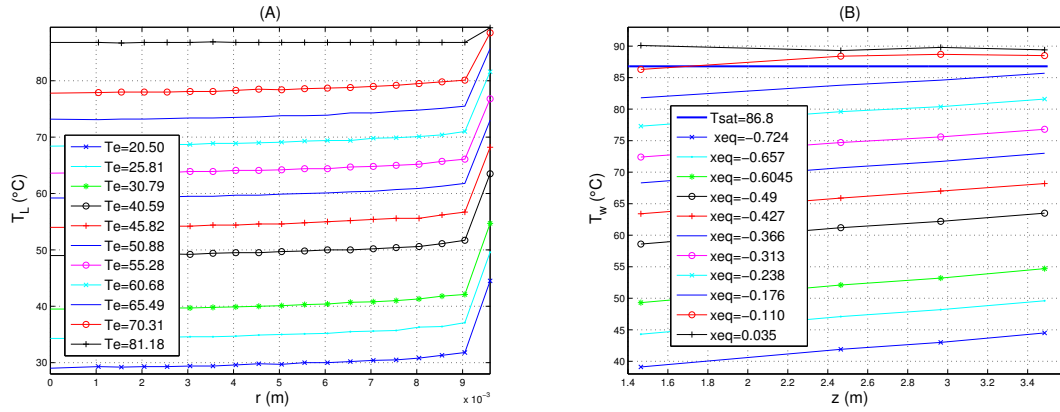 (A)
T_L (°C)
80
70
60
50
40
30
Te=20.50
Te=25.81
Te=30.79
Te=40.59
Te=45.82
Te=50.88
Te=55.28
Te=60.68
Te=65.49
Te=70.31
Te=81.18
0 1 2 3 4 5 6 7 8 9
x 10⁻³
r (m)
(B)
T_w (°C)
90
85
80
75
70
65
60
55
50
45
40
Tsat=86.8
xeq=−0.724
xeq=−0.657
xeq=−0.6045
xeq=−0.49
xeq=−0.427
xeq=−0.366
xeq=−0.313
xeq=−0.238
xeq=−0.176
xeq=−0.110
xeq=0.035
1.4 1.6 1.8 2 2.2 2.4 2.6 2.8 3 3.2 3.4
z (m)